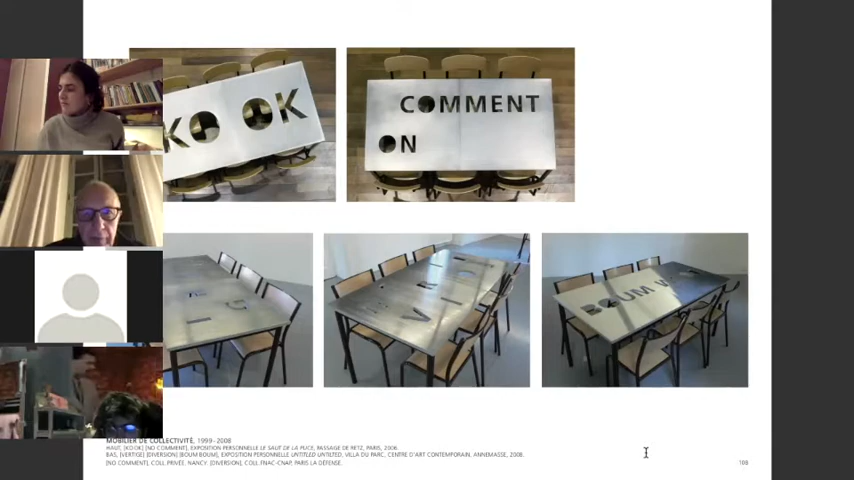 KO OK
COMMENT
ON
BOUM
MOBILIER DE COLLECTIVITÉ, 1999-2008
HAUT, [KO.OK] [NO COMMENT], EXPOSITION PERSONNELLE LE SAUT DE LA PUCE, PASSAGE DE RETZ, PARIS, 2006.
BAS, [VERTIGE] [DIVERSION] [BOUM BOUM], EXPOSITION PERSONNELLE UNTITLED UNTILTED, VILLA DU PARC, CENTRE D'ART CONTEMPORAIN, ANNEMASSE, 2008.
[NO COMMENT], COLL. PRIVÉE, NANCY. [DIVERSION], COLL. FNAC-CNAP, PARIS LA DÉFENSE.